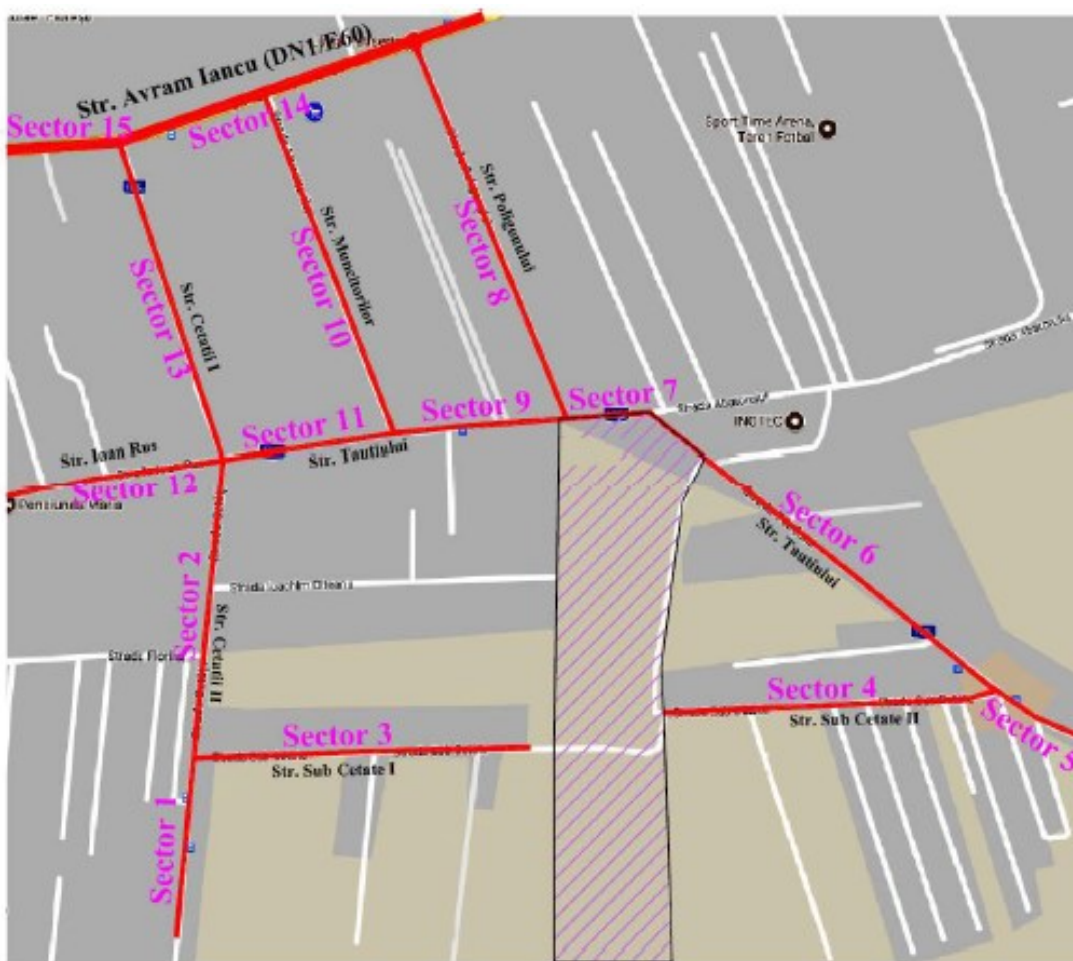 Str. Avram Iancu (DN1/E60)
Sector 15
Sector 14
Sport Time Arena,
Teren Fotbal
Str. Poligonului
Sector 8
Str. Muncitorilor
Sector 10
Str. Cetatii I
Sector 13
Sector 7
Sector 9
INOTEC
Sector 11
Str. Tautiului
Str. Ioan Rus
Sector 12
Pensiunea Maria
Sector 6
Str. Tautiului
Sector 2
Str. Cetatii II
Strada Florilor
Sector 4
Str. Sub Cetate II
Sector 5
Sector 3
Str. Sub Cetate I
Sector 1